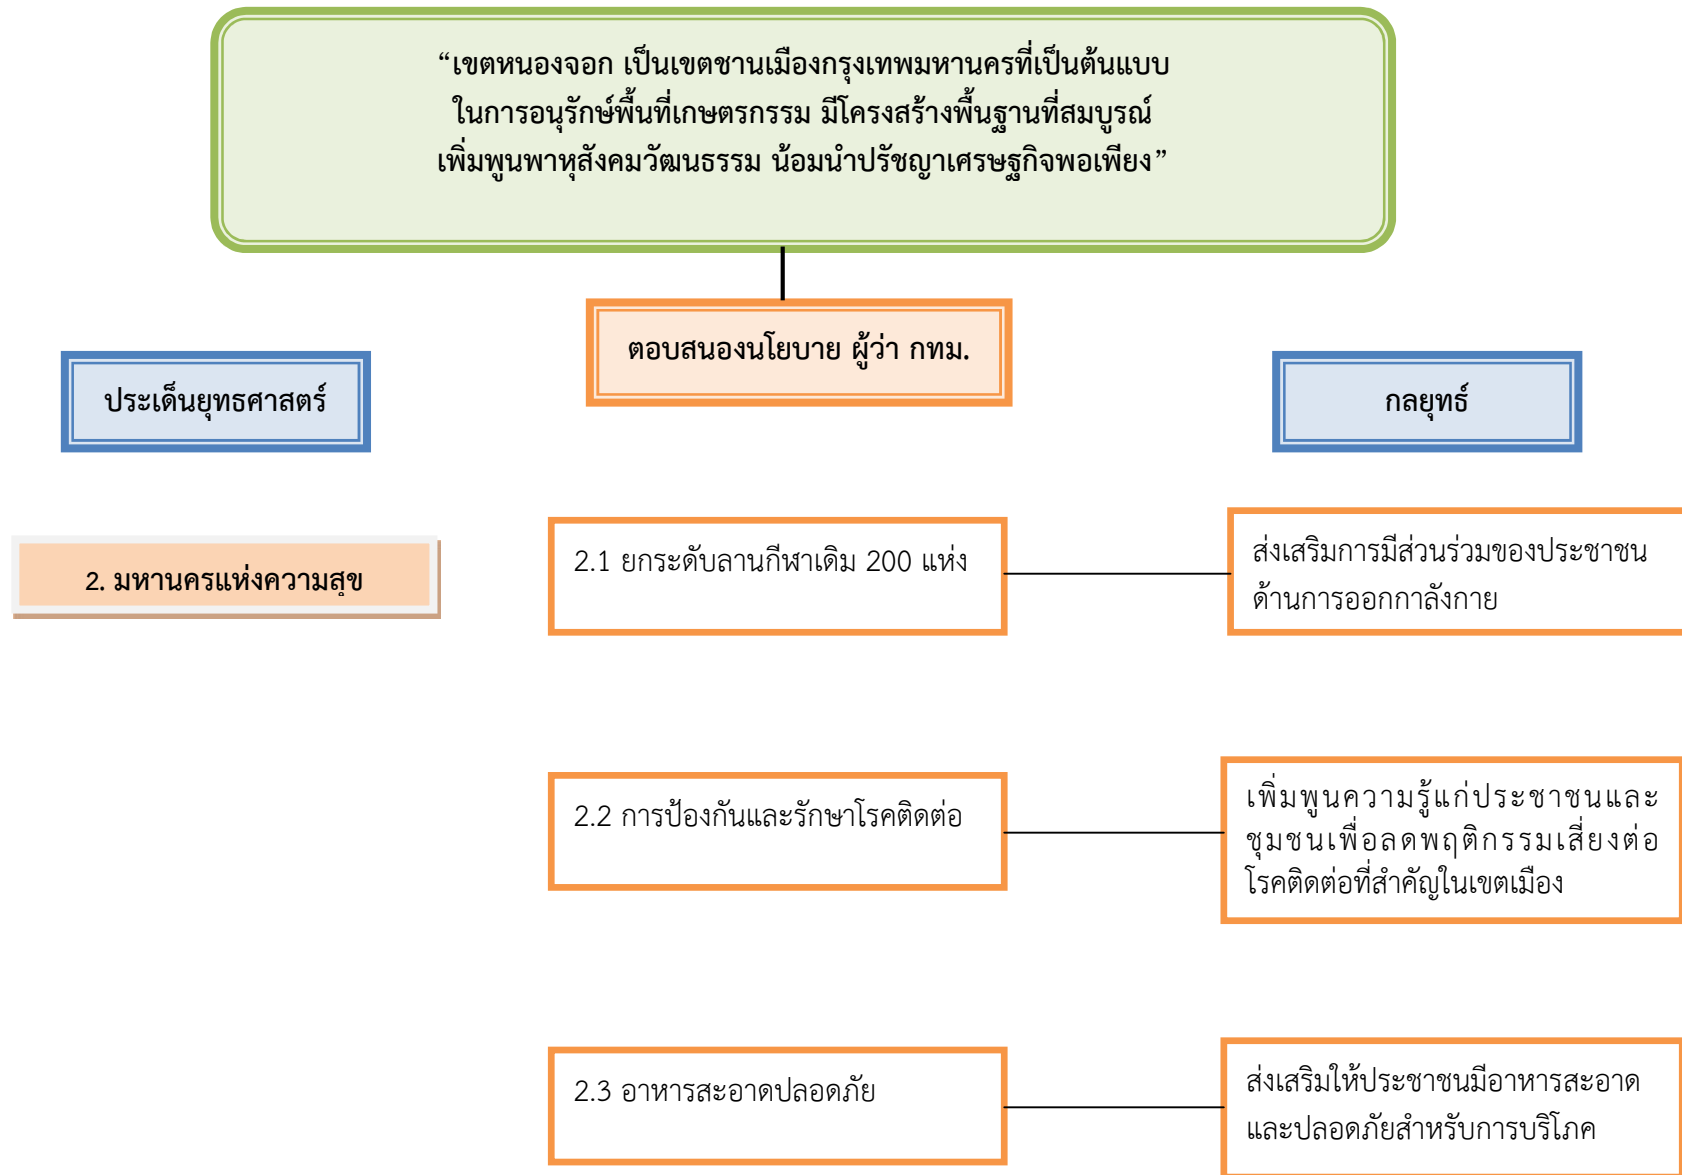 “เขตหนองจอก เป็นเขตชานเมืองกรุงเทพมหานครที่เป็นต้นแบบ
ในการอนุรักษ์พื้นที่เกษตรกรรม มีโครงสร้างพื้นฐานที่สมบูรณ์
เพิ่มพูนพาหุสังคมวัฒนธรรม น้อมนำปรัชญาเศรษฐกิจพอเพียง”
ตอบสนองนโยบาย ผู้ว่า กทม.
ประเด็นยุทธศาสตร์
กลยุทธ์
2. มหานครแห่งความสุข
2.1 ยกระดับลานกีฬาเดิม 200 แห่ง
ส่งเสริมการมีส่วนร่วมของประชาชน
ด้านการออกกาลังกาย
2.2 การป้องกันและรักษาโรคติดต่อ
เพิ่มพูนความรู้แก่ประชาชนและ
ชุมชนเพื่อลดพฤติกรรมเสี่ยงต่อ
โรคติดต่อที่สำคัญในเขตเมือง
2.3 อาหารสะอาดปลอดภัย
ส่งเสริมให้ประชาชนมีอาหารสะอาด
และปลอดภัยสำหรับการบริโภค